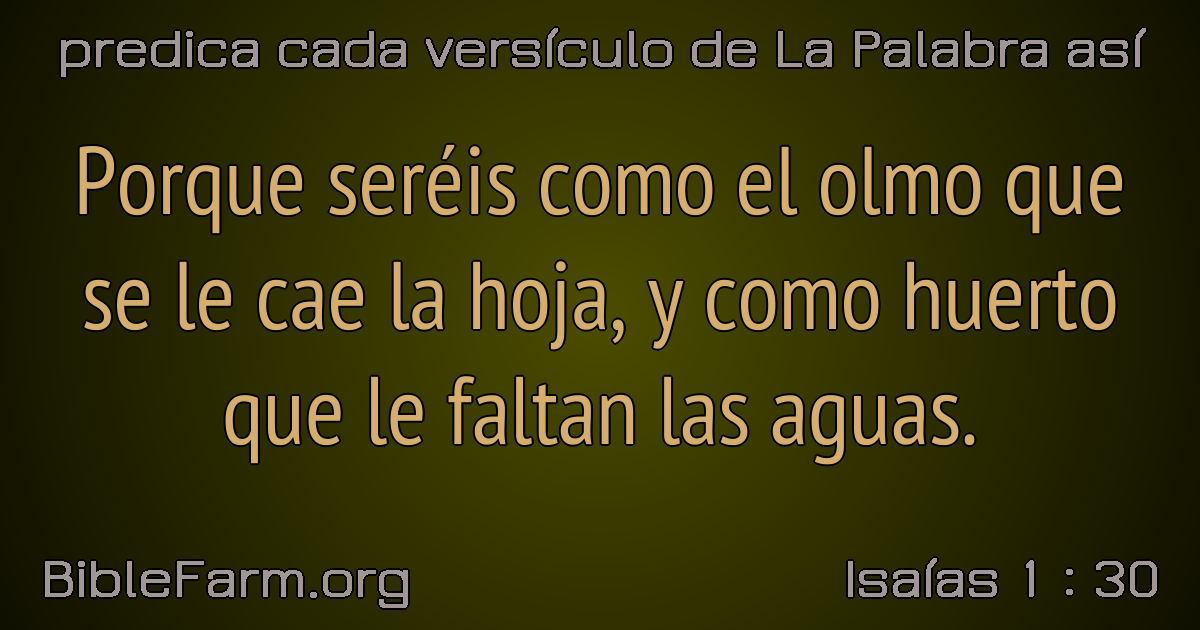 predica cada versículo de La Palabra así
Porque seréis como el olmo que
se le cae la hoja, y como huerto
que le faltan las aguas.
BibleFarm.org
Isaías 1 : 30